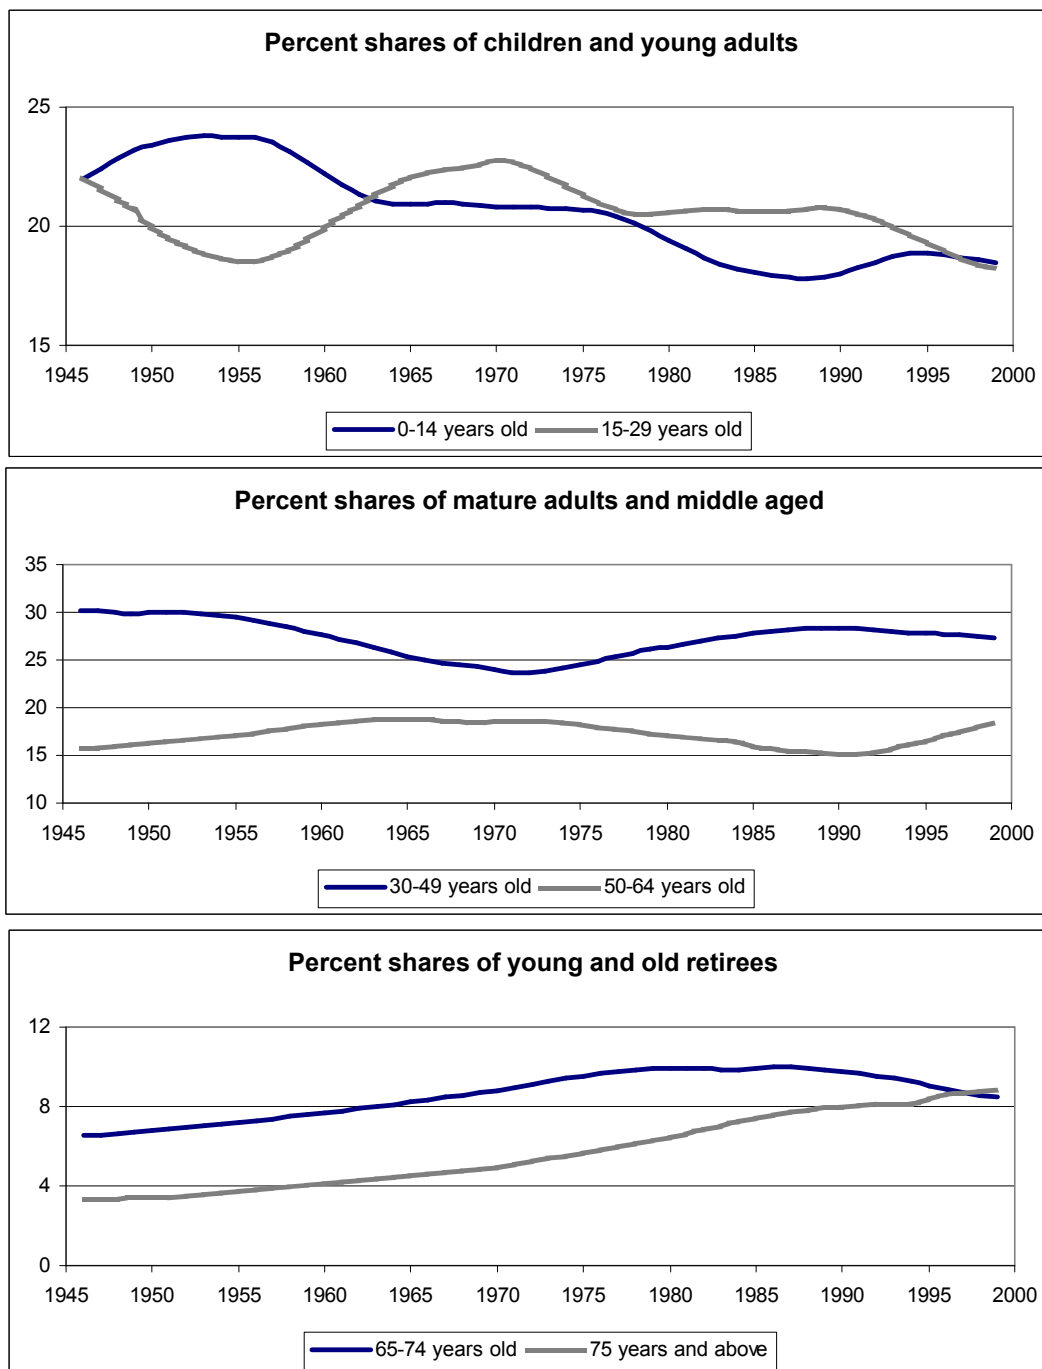 Percent shares of children and young adults
25
20
15
1945 1950 1955 1960 1965 1970 1975 1980 1985 1990 1995 2000
0-14 years old 15-29 years old
Percent shares of mature adults and middle aged
35
30
25
20
15
10
1945 1950 1955 1960 1965 1970 1975 1980 1985 1990 1995 2000
30-49 years old 50-64 years old
Percent shares of young and old retirees
12
8
4
0
1945 1950 1955 1960 1965 1970 1975 1980 1985 1990 1995 2000
65-74 years old 75 years and above